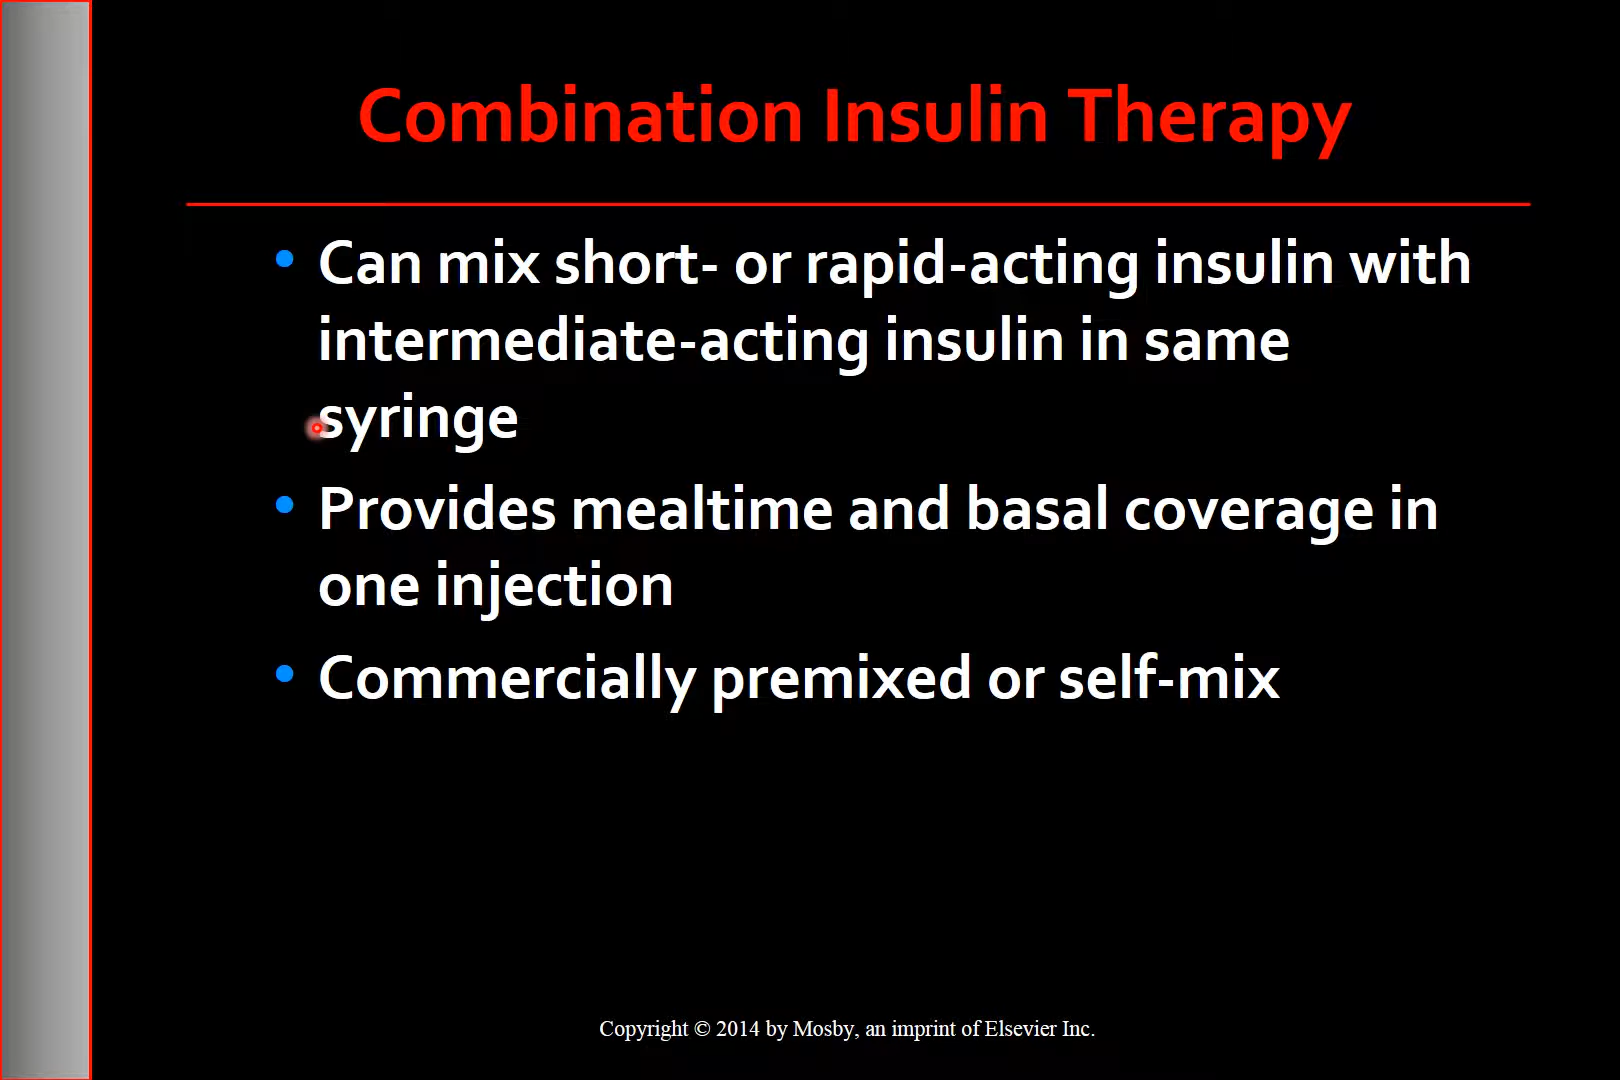 Combination Insulin Therapy
• Can mix short- or rapid-acting insulin with
intermediate-acting insulin in same
syringe
• Provides mealtime and basal coverage in
one injection
• Commercially premixed or self-mix
Copyright © 2014 by Mosby, an imprint of Elsevier Inc.